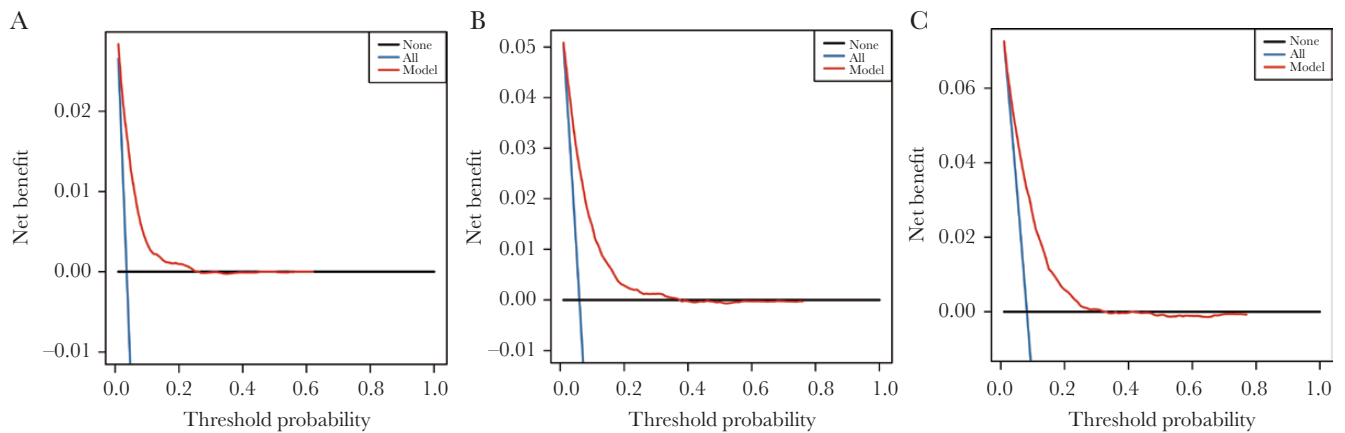 A
None
All
Model
0.02
0.01
0.00
–0.01
Net benefit
0.0 0.2 0.4 0.6 0.8 1.0
Threshold probability
B
None
All
Model
0.05
0.04
0.03
0.02
0.01
0.00
–0.01
Net benefit
0.0 0.2 0.4 0.6 0.8 1.0
Threshold probability
C
None
All
Model
0.06
0.04
0.02
0.00
Net benefit
0.0 0.2 0.4 0.6 0.8 1.0
Threshold probability